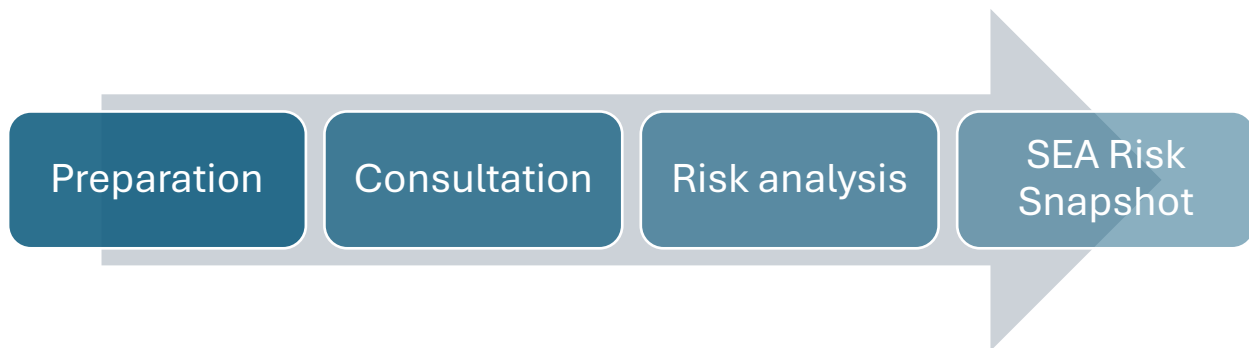 Preparation
Consultation
Risk analysis
SEA Risk
Snapshot